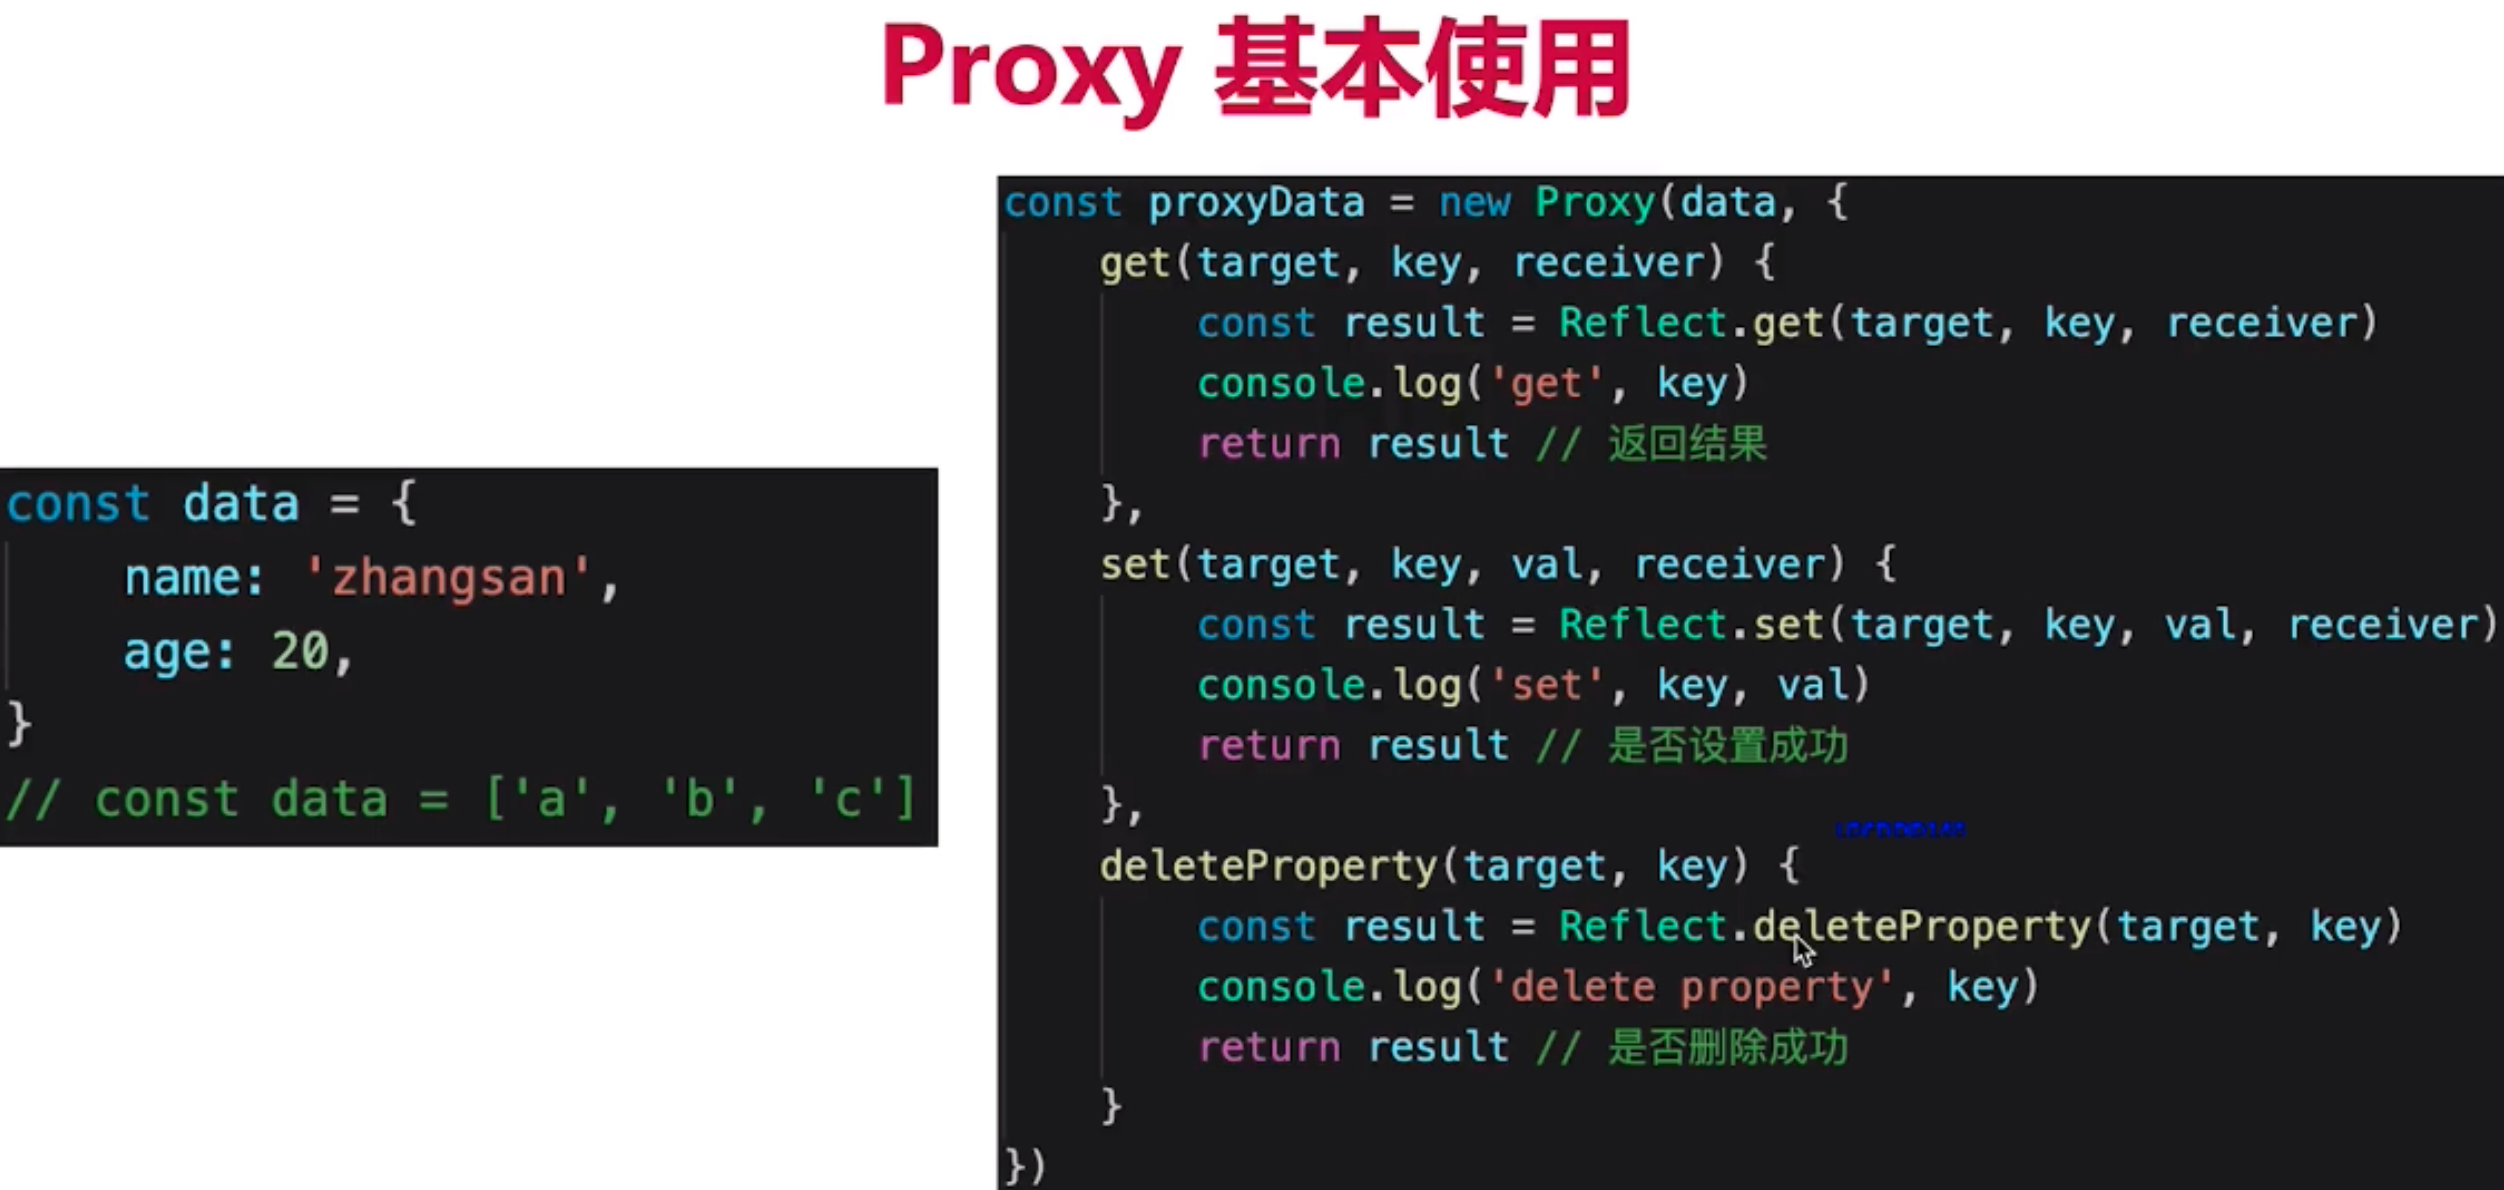 Proxy 基本使用
const data = {
name: 'zhangsan',
age: 20,
}
// const data = ['a', 'b', 'c']
const proxyData = new Proxy(data, {
get(target, key, receiver) {
const result = Reflect.get(target, key, receiver)
console.log('get', key)
return result // 返回结果
},
set(target, key, val, receiver) {
const result = Reflect.set(target, key, val, receiver)
console.log('set', key, val)
return result // 是否设置成功
},
deleteProperty(target, key) {
const result = Reflect.deleteProperty(target, key)
console.log('delete property', key)
return result // 是否删除成功
}
})